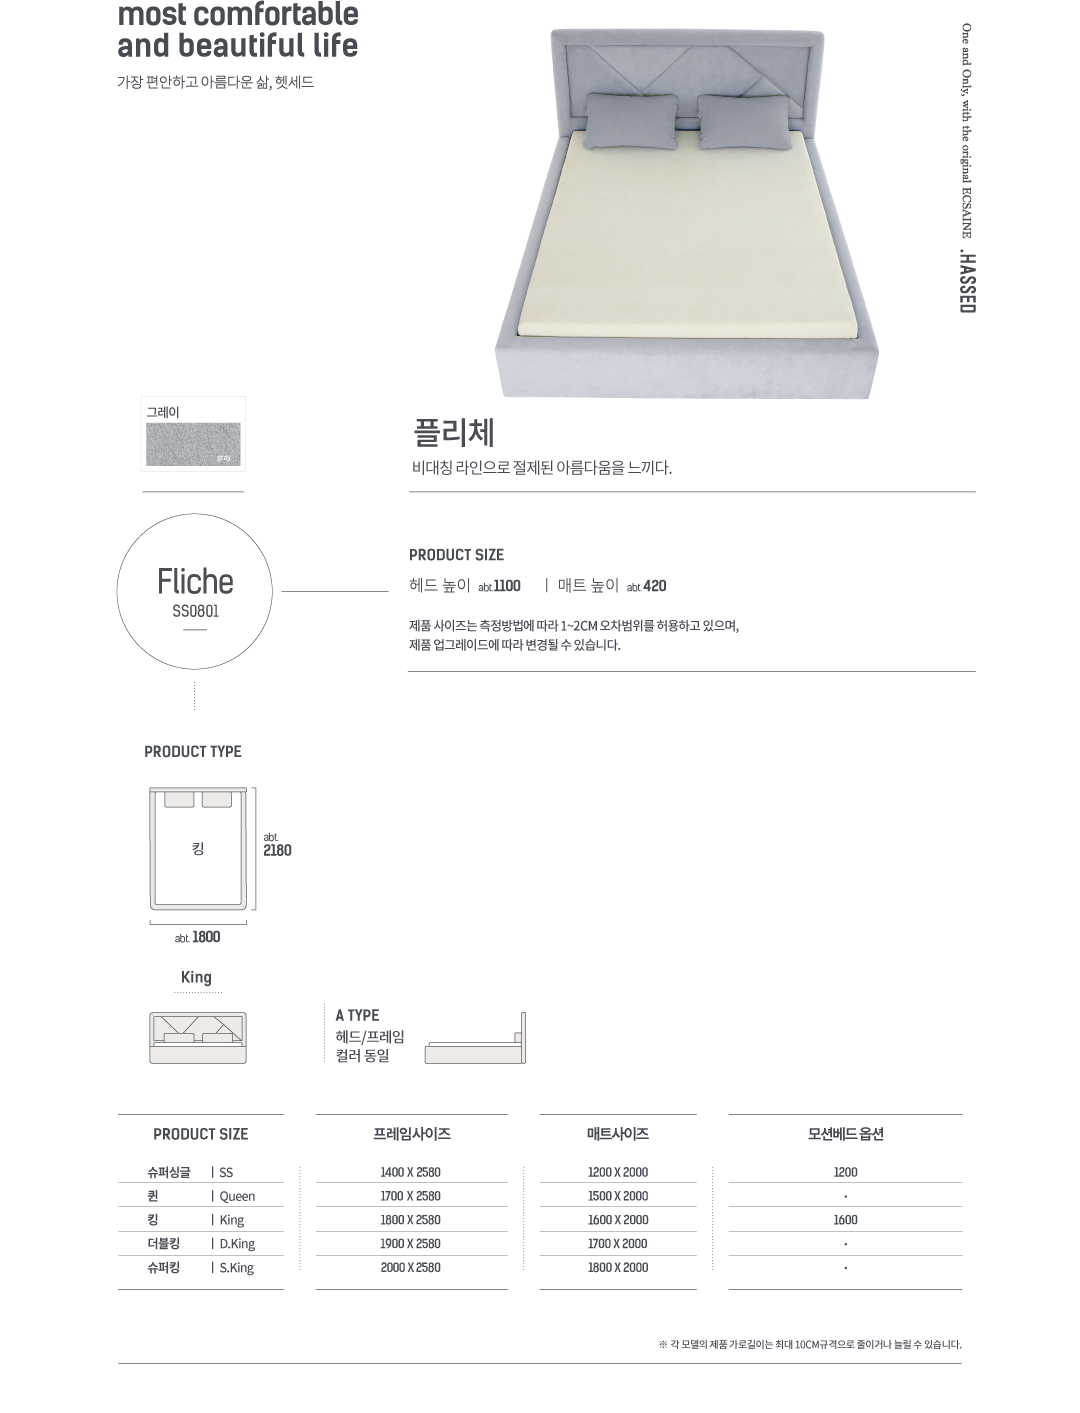 most comfortable
and beautiful life
가장 편안하고 아름다운 삶, 헷세드
One and Only, with the original ECSAINE .HASSED
그레이
gray
플리체
비대칭 라인으로 절제된 아름다움을 느끼다.
Fliche
SS0801
PRODUCT SIZE
헤드 높이 abt.1100 | 매트 높이 abt.420
제품 사이즈는 측정방법에 따라 1~2CM 오차범위를 허용하고 있으며,
제품 업그레이드에 따라 변경될 수 있습니다.
PRODUCT TYPE
킹
abt.
2180
abt. 1800
King
A TYPE
헤드/프레임
컬러 동일
PRODUCT SIZE 프레임사이즈 매트사이즈 모션베드 옵션
슈퍼싱글 | SS 1400 X 2580 1200 X 2000 1200
퀸 | Queen 1700 X 2580 1500 X 2000 -
킹 | King 1800 X 2580 1600 X 2000 1600
더블킹 | D.King 1900 X 2580 1700 X 2000 -
슈퍼킹 | S.King 2000 X 2580 1800 X 2000 -
※ 각 모델의 제품 가로길이는 최대 10CM규격으로 줄이거나 늘릴 수 있습니다.